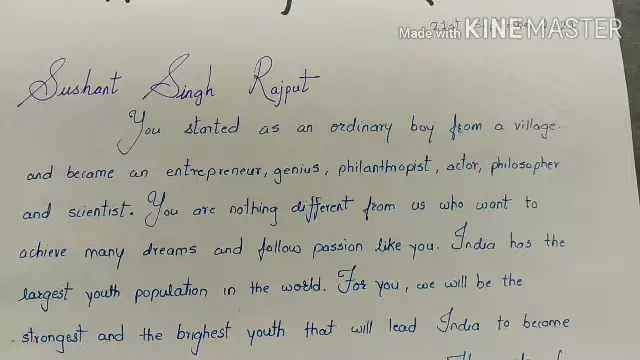 21st
Made with KINEMASTER
Sushant Singh Rajput
You started as an ordinary boy from a village.
and became an entrepreneur, genius, philanthropist, actor, philosopher
and scientist. You are nothing different from us who want to
achieve many dreams and follow passion like you. India has the
largest youth population in the world. For you, we will be the
strongest and the brighest youth that will lead India to become